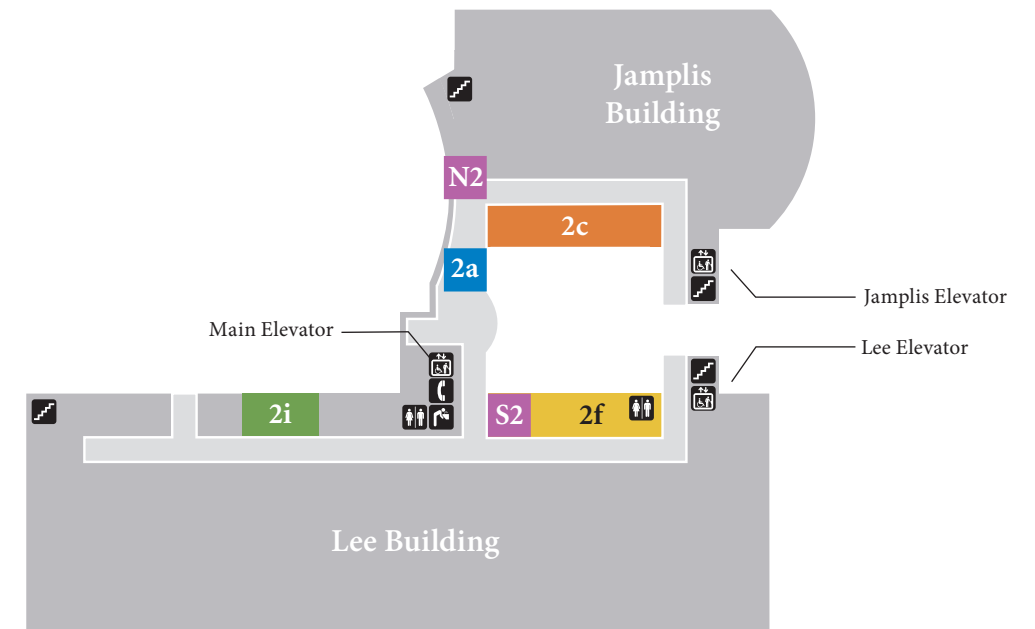 Jamplis
Building
N2
2c
2a
Jamplis Elevator
Main Elevator
Lee Elevator
2i
S2
2f
Lee Building